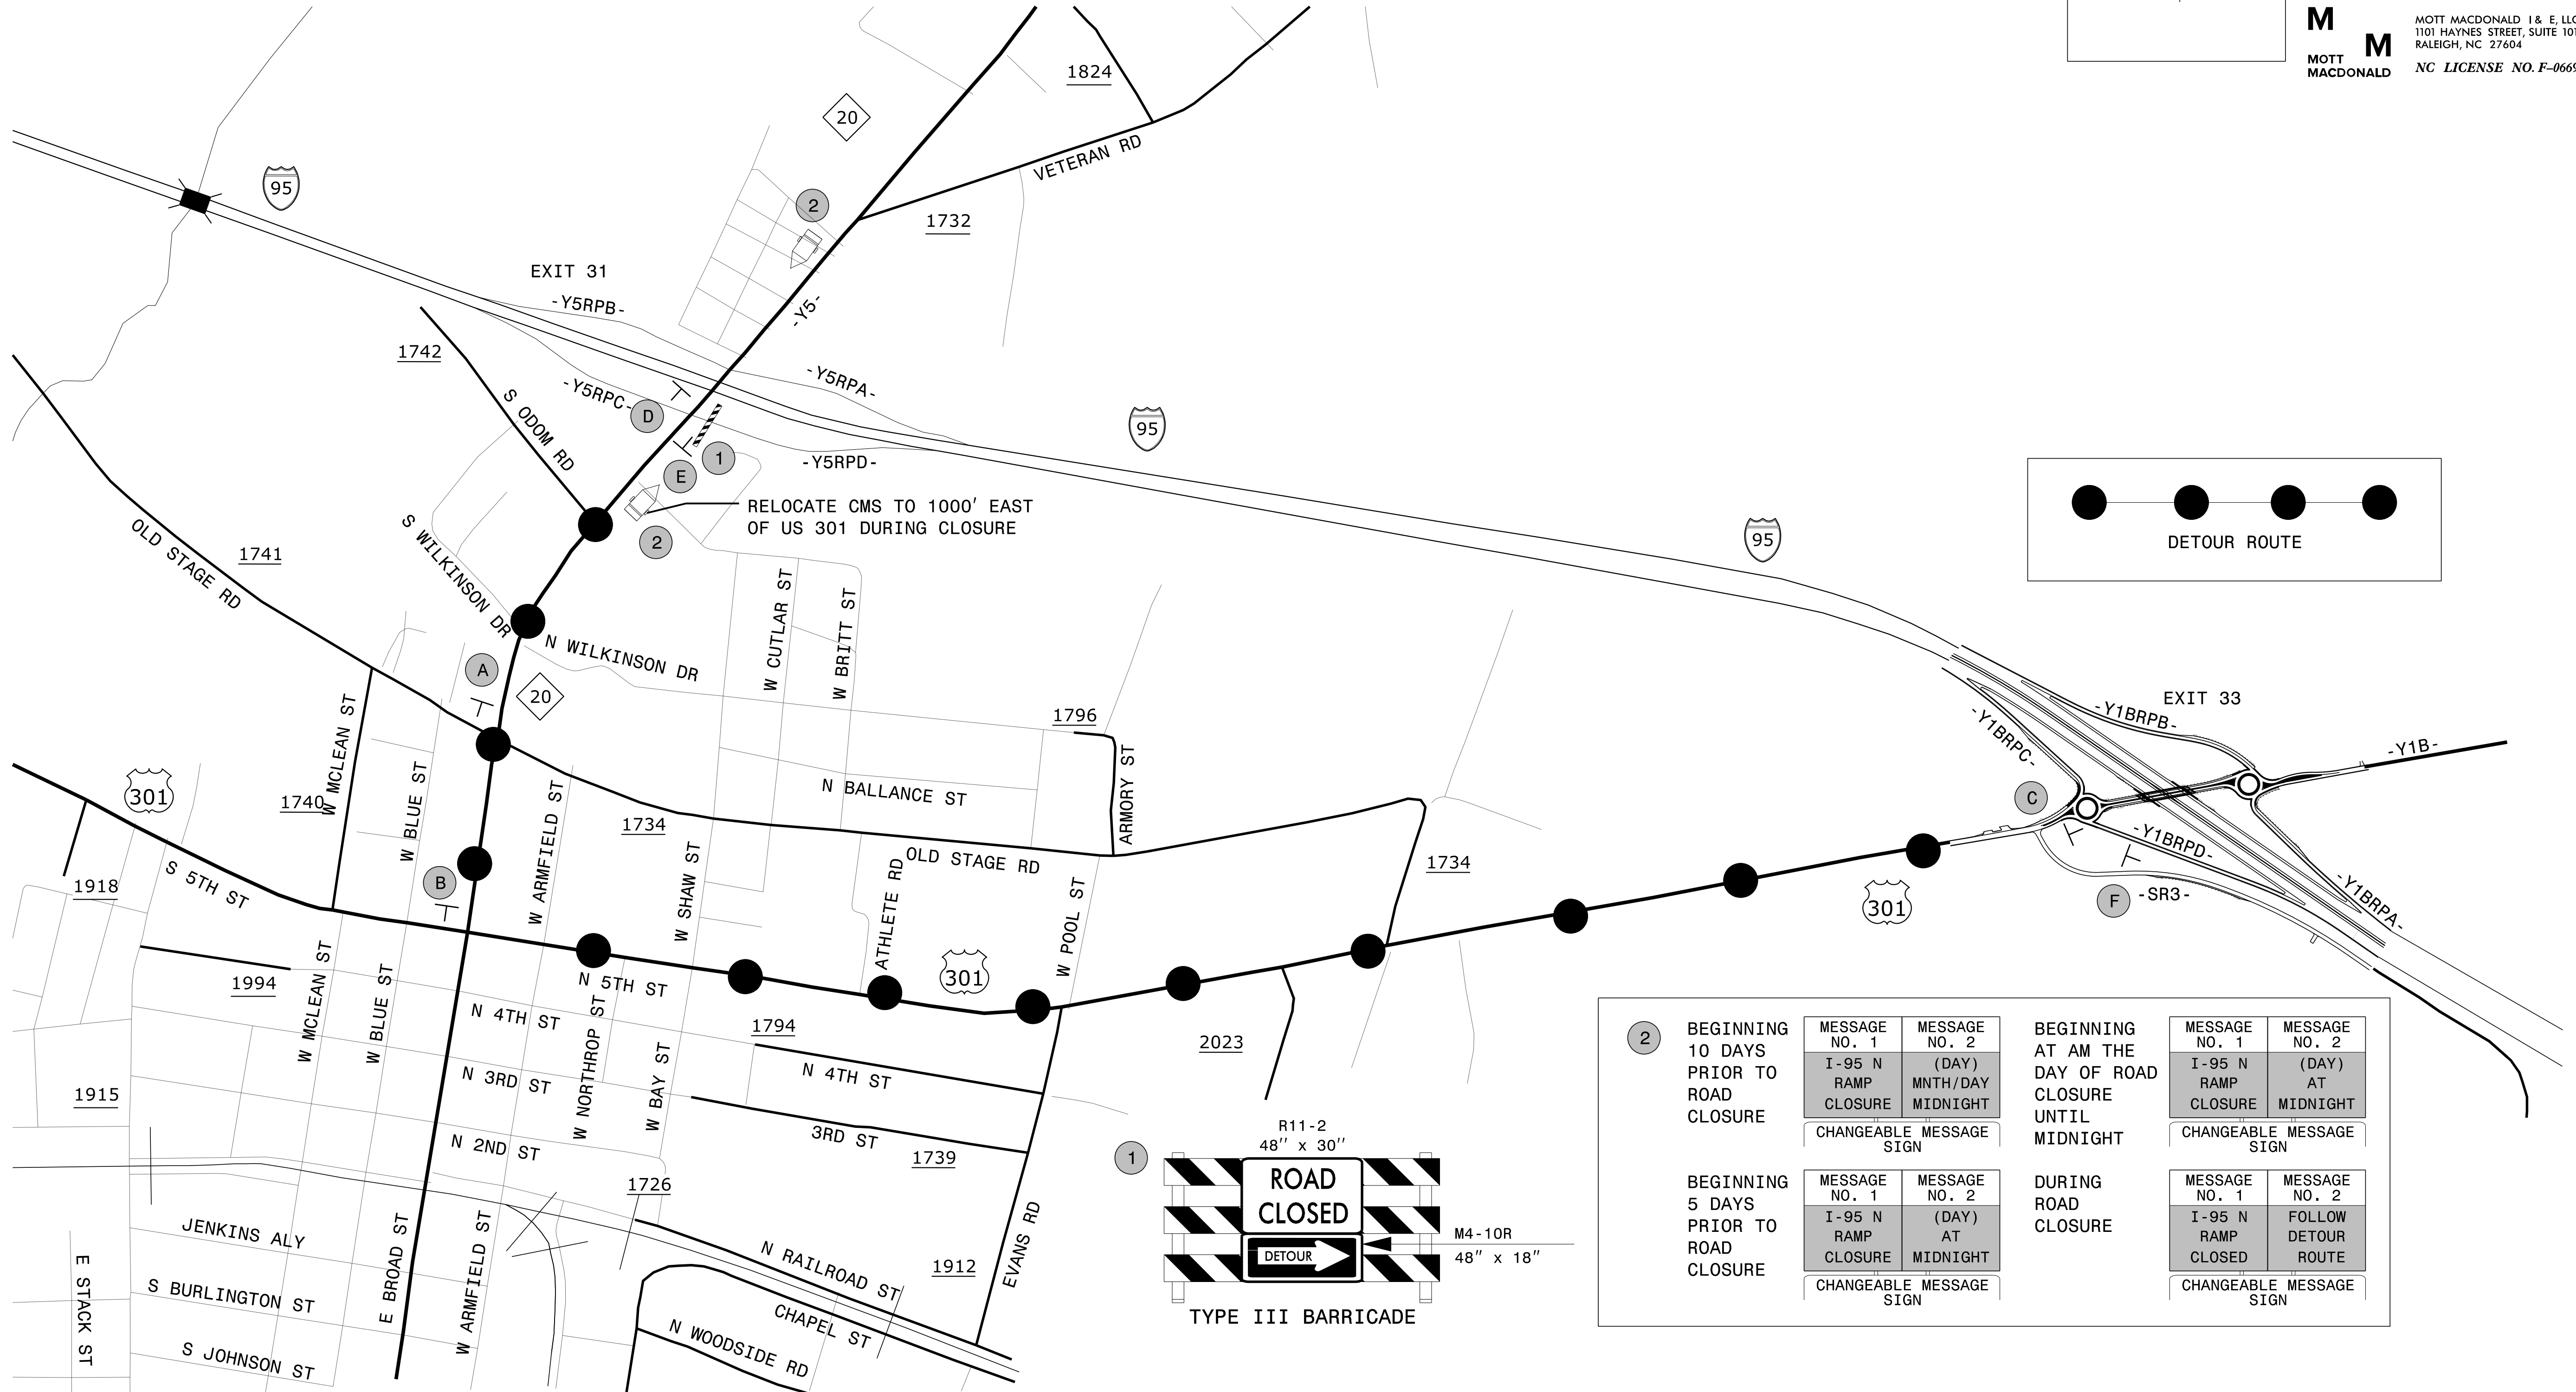 M
M
MOTT
MACDONALD
MOTT MACDONALD I & E, LLC
1101 HAYNES STREET, SUITE 101
RALEIGH, NC 27604
NC LICENSE NO. F-0669
1824
20
VETERAN RD
95
2
1732
EXIT 31
-Y5RPB-
-Y5-
1742
-Y5RPC-
-Y5RPA-
D
S ODOM RD
95
1
-Y5RPD-
E
RELOCATE CMS TO 1000' EAST
OF US 301 DURING CLOSURE
2
95
DETOUR ROUTE
OLD STAGE RD
1741
S WILKINSON DR
N WILKINSON DR
W CUTLAR ST
W BRITT ST
A
20
EXIT 33
-Y1BRPB-
-Y1BRPC-
-Y1B-
1796
W MCLEAN ST
ARMORY ST
301
1740
W BLUE ST
W ARMFIELD ST
N BALLANCE ST
C
1734
-Y1BRPD-
OLD STAGE RD
W SHAW ST
ATHLETE RD
W POOL ST
1734
1918
S 5TH ST
B
301
F
-SR3-
-Y1BRPA-
1994
W MCLEAN ST
W BLUE ST
N 5TH ST
301
N 4TH ST
W NORTHROP ST
1794
W BAY ST
2023
N 4TH ST
1915
N 3RD ST
3RD ST
1739
N 2ND ST
1726
JENKINS ALY
E STACK ST
E BROAD ST
W ARMFIELD ST
N RAILROAD ST
1912
EVANS RD
S BURLINGTON ST
CHAPEL ST
N WOODSIDE RD
S JOHNSON ST
1
R11-2
48" x 30"
ROAD
CLOSED
DETOUR
M4-10R
48" x 18"
TYPE III BARRICADE
2
BEGINNING
10 DAYS
PRIOR TO
ROAD
CLOSURE
MESSAGE
NO. 1
I-95 N
RAMP
CLOSURE
MESSAGE
NO. 2
(DAY)
MNTH/DAY
MIDNIGHT
CHANGEABLE MESSAGE
SIGN
BEGINNING
AT AM THE
DAY OF ROAD
CLOSURE
UNTIL
MIDNIGHT
MESSAGE
NO. 1
I-95 N
RAMP
CLOSURE
MESSAGE
NO. 2
(DAY)
AT
MIDNIGHT
CHANGEABLE MESSAGE
SIGN
BEGINNING
5 DAYS
PRIOR TO
ROAD
CLOSURE
MESSAGE
NO. 1
I-95 N
RAMP
CLOSURE
MESSAGE
NO. 2
(DAY)
AT
MIDNIGHT
CHANGEABLE MESSAGE
SIGN
DURING
ROAD
CLOSURE
MESSAGE
NO. 1
I-95 N
RAMP
CLOSED
MESSAGE
NO. 2
FOLLOW
DETOUR
ROUTE
CHANGEABLE MESSAGE
SIGN